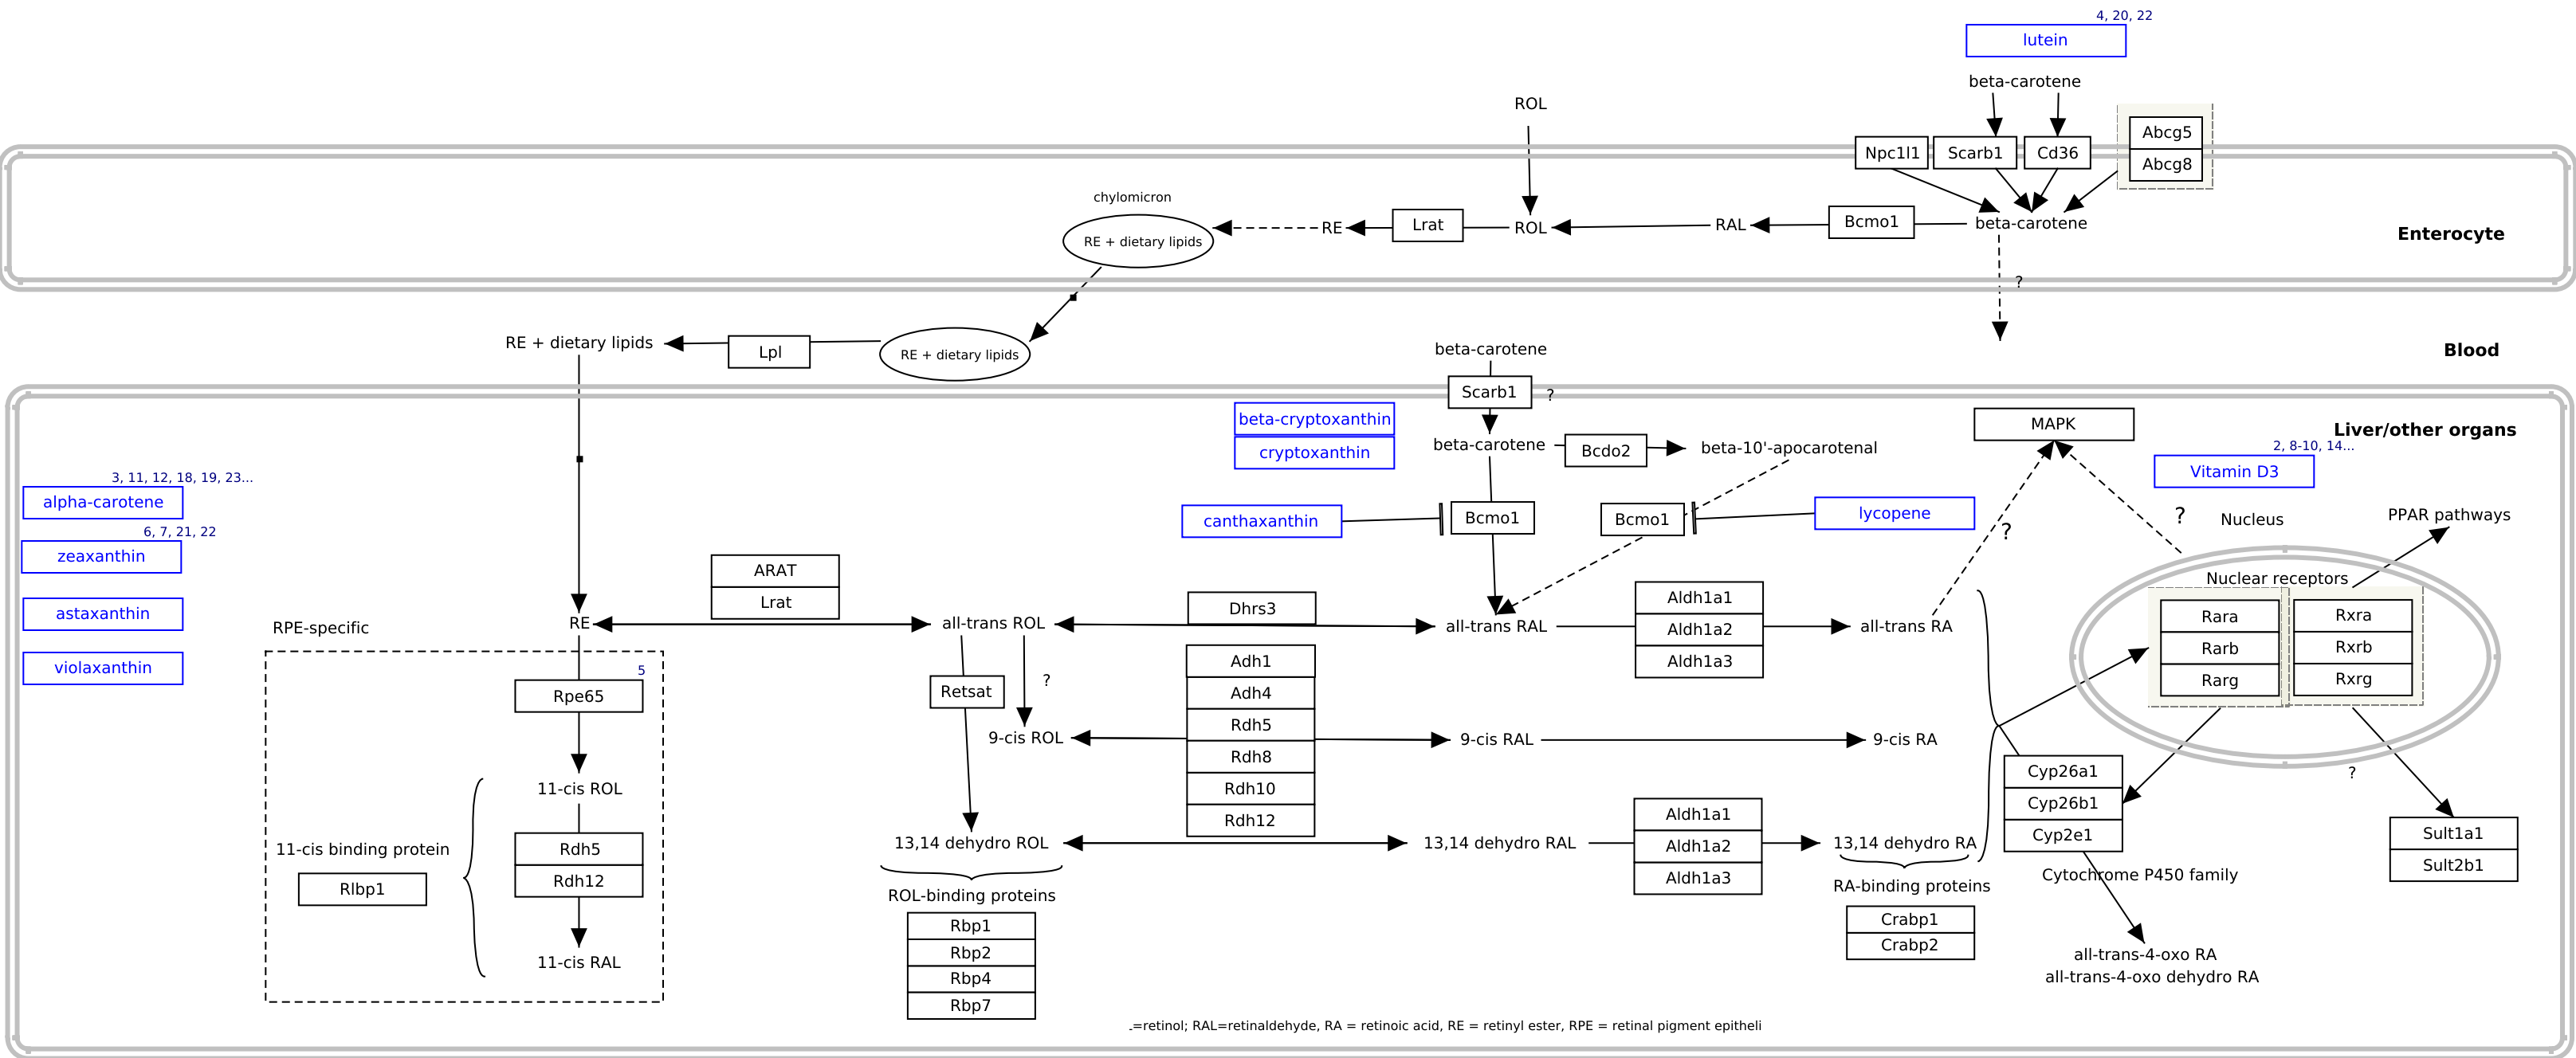 4, 20, 22
lutein
beta-carotene
ROL
Npc1l1
Scarb1
Cd36
Abcg5
Abcg8
chylomicron
RE + dietary lipids
RE
Lrat
ROL
RAL
Bcmo1
beta-carotene
Enterocyte
?
RE + dietary lipids
Lpl
RE + dietary lipids
beta-carotene
Blood
Scarb1
?
beta-cryptoxanthin
cryptoxanthin
beta-carotene
Bcdo2
beta-10'-apocarotenal
MAPK
Liver/other organs
2, 8-10, 14...
Vitamin D3
3, 11, 12, 18, 19, 23...
alpha-carotene
6, 7, 21, 22
zeaxanthin
astaxanthin
violaxanthin
canthaxanthin
Bcmo1
Bcmo1
lycopene
?
?
Nucleus
PPAR pathways
Nuclear receptors
Rara
Rarb
Rarg
Rxra
Rxrb
Rxrg
ARAT
Lrat
RPE-specific
RE
all-trans ROL
Dhrs3
all-trans RAL
Aldh1a1
Aldh1a2
Aldh1a3
all-trans RA
5
Rpe65
Retsat
?
Adh1
Adh4
Rdh5
Rdh8
Rdh10
Rdh12
9-cis ROL
9-cis RAL
9-cis RA
11-cis ROL
11-cis binding protein
Rlbp1
Rdh5
Rdh12
11-cis RAL
13,14 dehydro ROL
13,14 dehydro RAL
Aldh1a1
Aldh1a2
Aldh1a3
13,14 dehydro RA
Cyp26a1
Cyp26b1
Cyp2e1
Cytochrome P450 family
?
Sult1a1
Sult2b1
ROL-binding proteins
Rbp1
Rbp2
Rbp4
Rbp7
RA-binding proteins
Crabp1
Crabp2
all-trans-4-oxo RA
all-trans-4-oxo dehydro RA
=retinol; RAL=retinaldehyde, RA = retinoic acid, RE = retinyl ester, RPE = retinal pigment epitheli